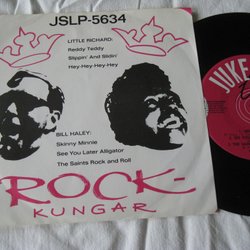 JSLP-5634
LITTLE RICHARD:
Reddy Teddy
Slippin' And Slidin'
Hey-Hey-Hey-Hey
BILL HALEY:
Skinny Minnie
See You Later Alligator
The Saints Rock and Roll
ROCK-
KUNGAR
JUKE